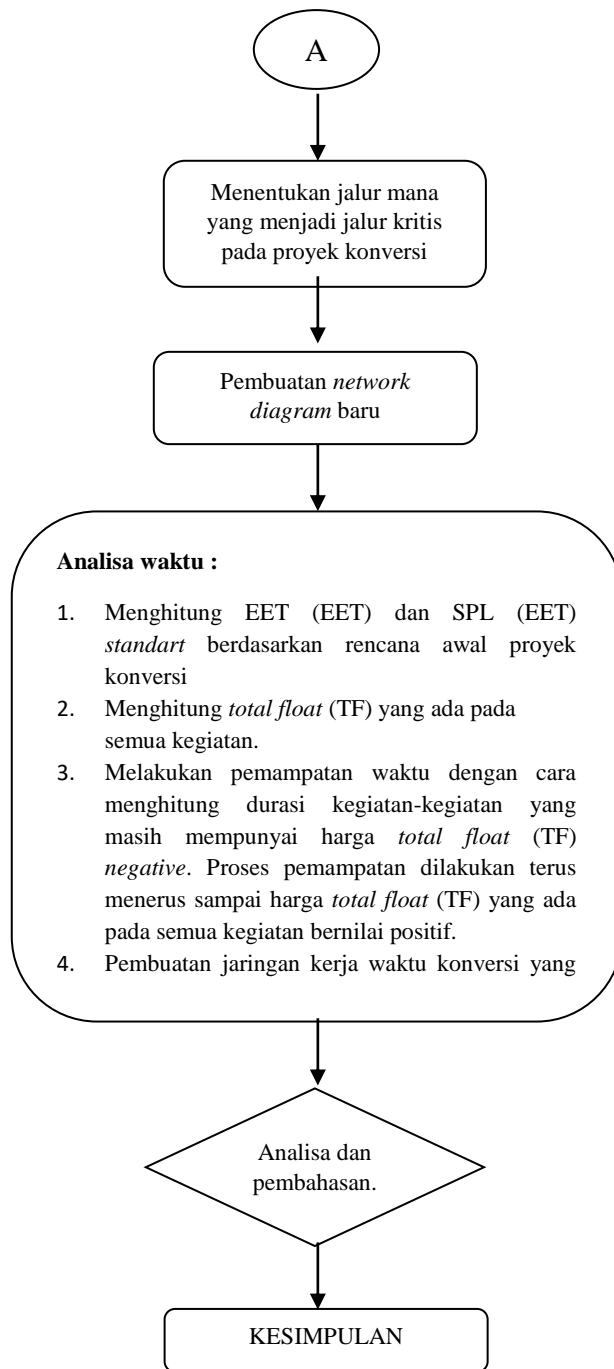 A
Menentukan jalur mana
yang menjadi jalur kritis
pada proyek konversi
Pembuatan network
diagram baru
Analisa waktu :
1. Menghitung EET (EET) dan SPL (EET)
standart berdasarkan rencana awal proyek
konversi
2. Menghitung total float (TF) yang ada pada
semua kegiatan.
3. Melakukan pemampatan waktu dengan cara
menghitung durasi kegiatan-kegiatan yang
masih mempunyai harga total float (TF)
negative. Proses pemampatan dilakukan terus
menerus sampai harga total float (TF) yang ada
pada semua kegiatan bernilai positif.
4. Pembuatan jaringan kerja waktu konversi yang
Analisa dan
pembahasan.
KESIMPULAN